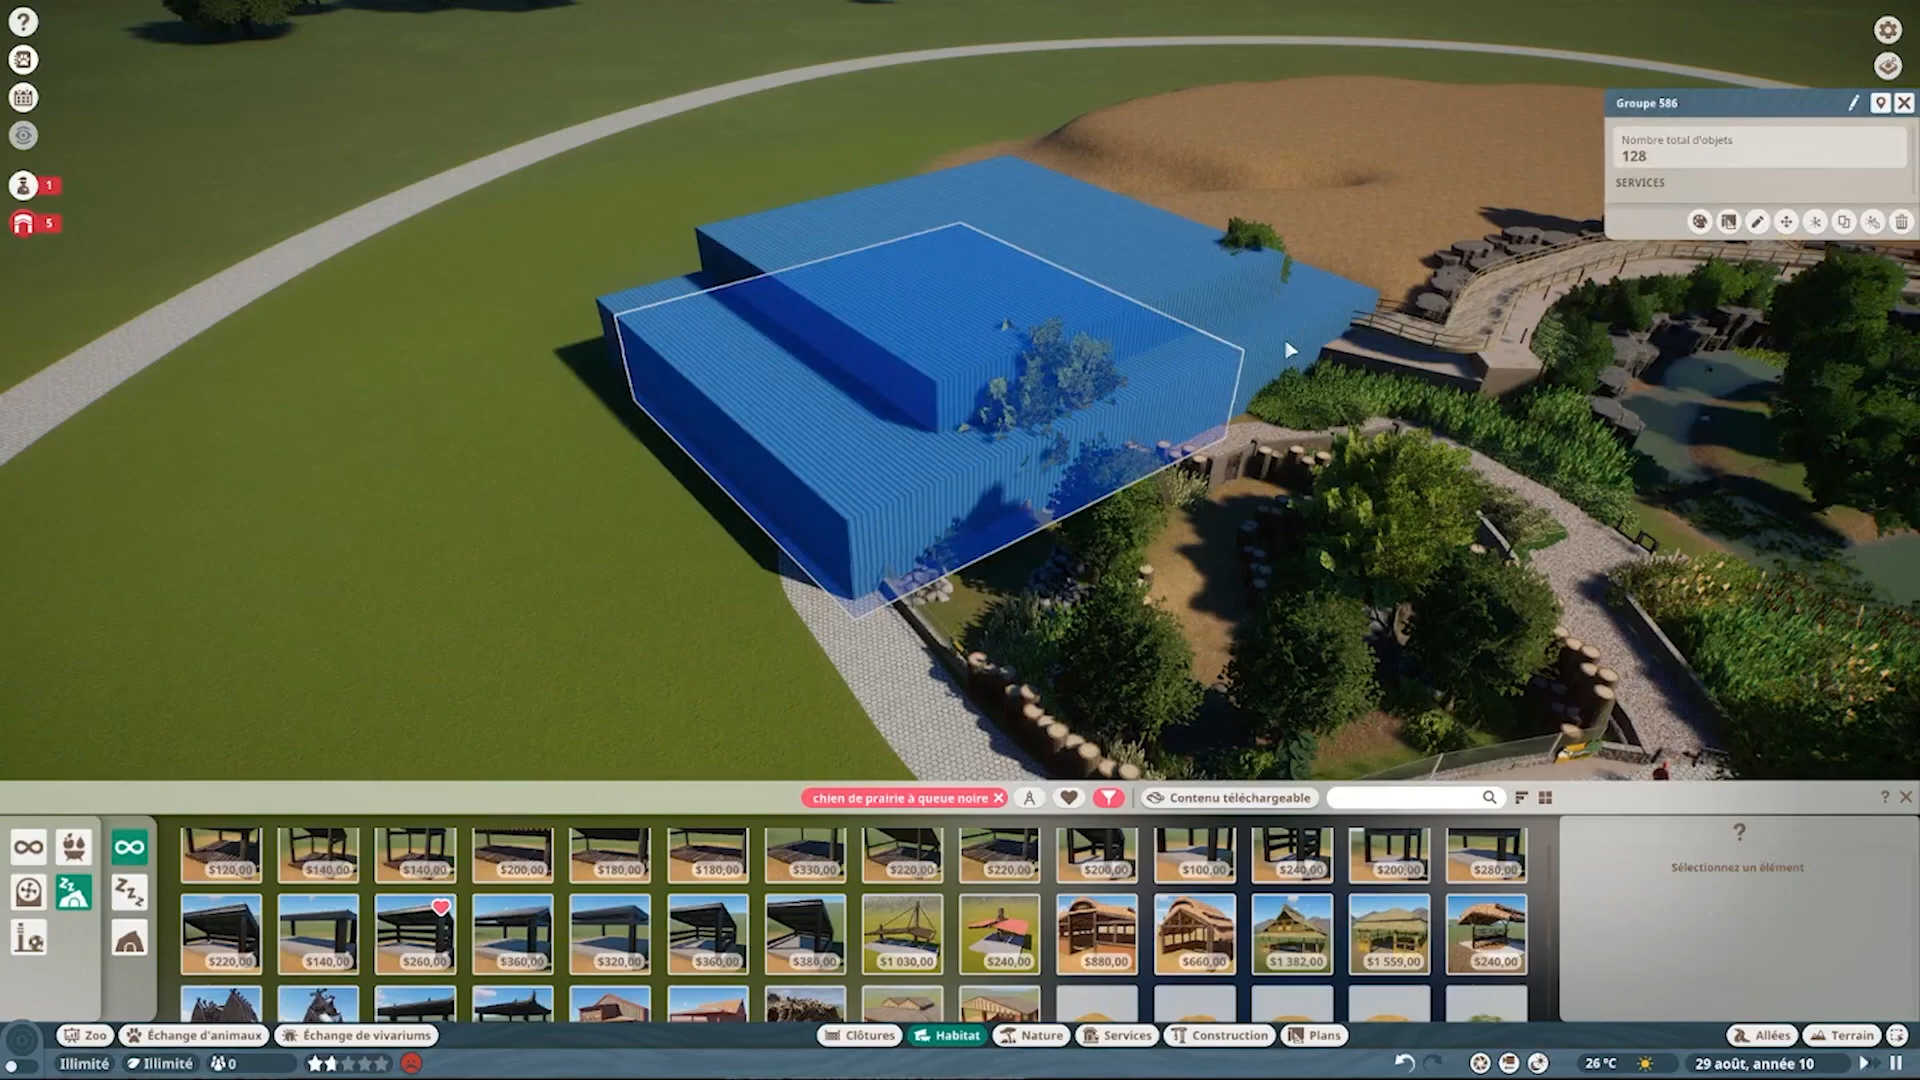 ?
1
5
Groupe 586
Nombre total d'objets
128
SERVICES
chien de prairie à queue noire
Contenu téléchargeable
?
$120,00 $140,00 $140,00 $200,00 $180,00 $180,00 $330,00 $220,00 $220,00 $200,00 $100,00 $240,00 $200,00 $280,00
?
Sélectionnez un élément
$220,00 $140,00 $260,00 $360,00 $320,00 $360,00 $380,00 $1 030,00 $240,00 $880,00 $660,00 $1 382,00 $1 559,00 $240,00
Zoo Échange d'animaux Échange de vivariums Clôtures Habitat Nature Services Construction Plans Allées Terrain
Illimité Illimité 0 26 °C 29 août, année 10